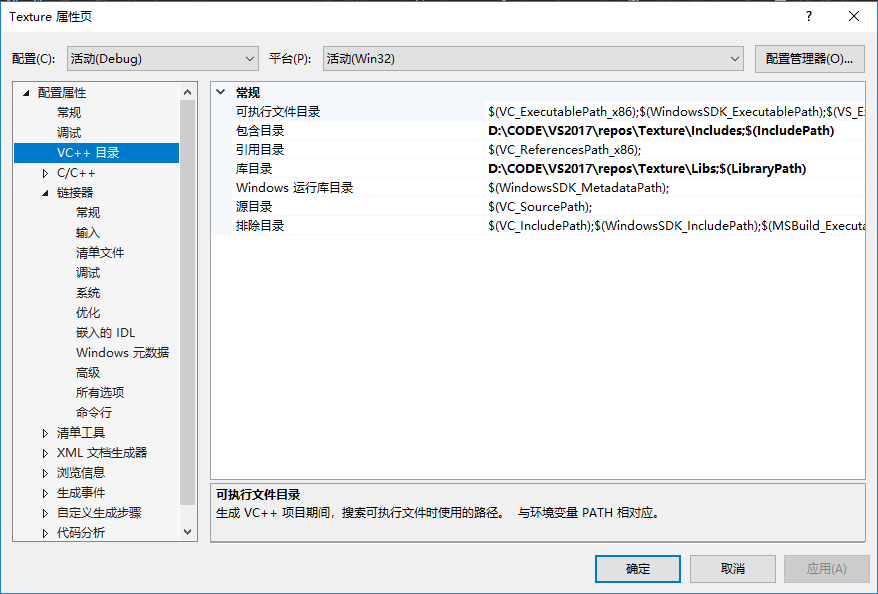 Texture 属性页
?
配置(C):
活动(Debug)
平台(P):
活动(Win32)
配置管理器(O)...
配置属性
常规
调试
VC++ 目录
C/C++
链接器
常规
输入
清单文件
调试
系统
优化
嵌入的 IDL
Windows 元数据
高级
所有选项
命令行
清单工具
XML 文档生成器
浏览信息
生成事件
自定义生成步骤
代码分析
常规
可执行文件目录 $(VC_ExecutablePath_x86);$(WindowsSDK_ExecutablePath);$(VS_E
包含目录 D:\CODE\VS2017\repos\Texture\Includes;$(IncludePath)
引用目录 $(VC_ReferencesPath_x86);
库目录 D:\CODE\VS2017\repos\Texture\Libs;$(LibraryPath)
Windows 运行库目录 $(WindowsSDK_MetadataPath);
源目录 $(VC_SourcePath);
排除目录 $(VC_IncludePath);$(WindowsSDK_IncludePath);$(MSBuild_Executa
可执行文件目录
生成 VC++ 项目期间，搜索可执行文件时使用的路径。 与环境变量 PATH 相对应。
确定
取消
应用(A)